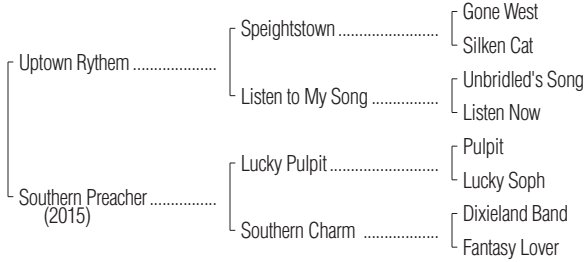 Gone West
Speightstown ....................
Silken Cat
Uptown Rythem ..................
Unbridled's Song
Listen to My Song ................
Listen Now
Pulpit
Lucky Pulpit ......................
Lucky Soph
Southern Preacher ..............
(2015)
Dixieland Band
Southern Charm ..................
Fantasy Lover